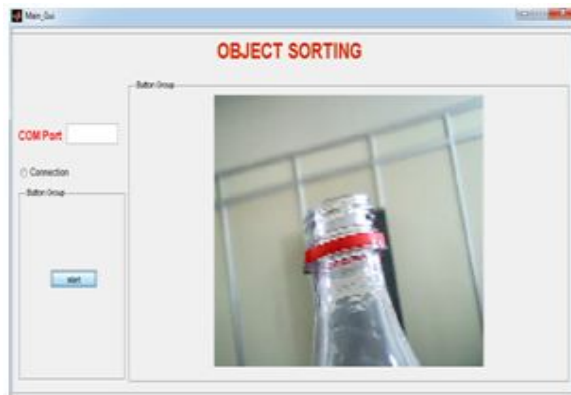 Main_Gui
OBJECT SORTING
Button Group
COM Port
Connection
Button Group
start